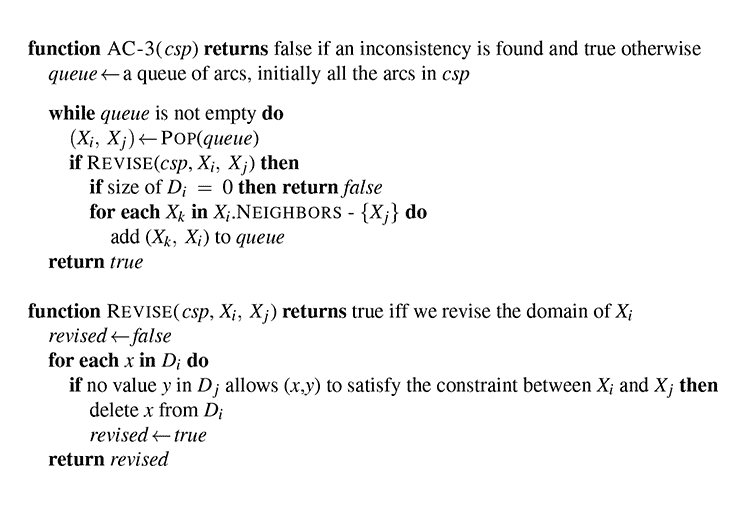 function AC-3(csp) returns false if an inconsistency is found and true otherwise
queue ← a queue of arcs, initially all the arcs in csp
while queue is not empty do
(Xi, Xj) ← POP(queue)
if REVISE(csp, Xi, Xj) then
if size of Di = 0 then return false
for each Xk in Xi.NEIGHBORS - {Xj} do
add (Xk, Xi) to queue
return true
function REVISE(csp, Xi, Xj) returns true iff we revise the domain of Xi
revised ← false
for each x in Di do
if no value y in Dj allows (x,y) to satisfy the constraint between Xi and Xj then
delete x from Di
revised ← true
return revised